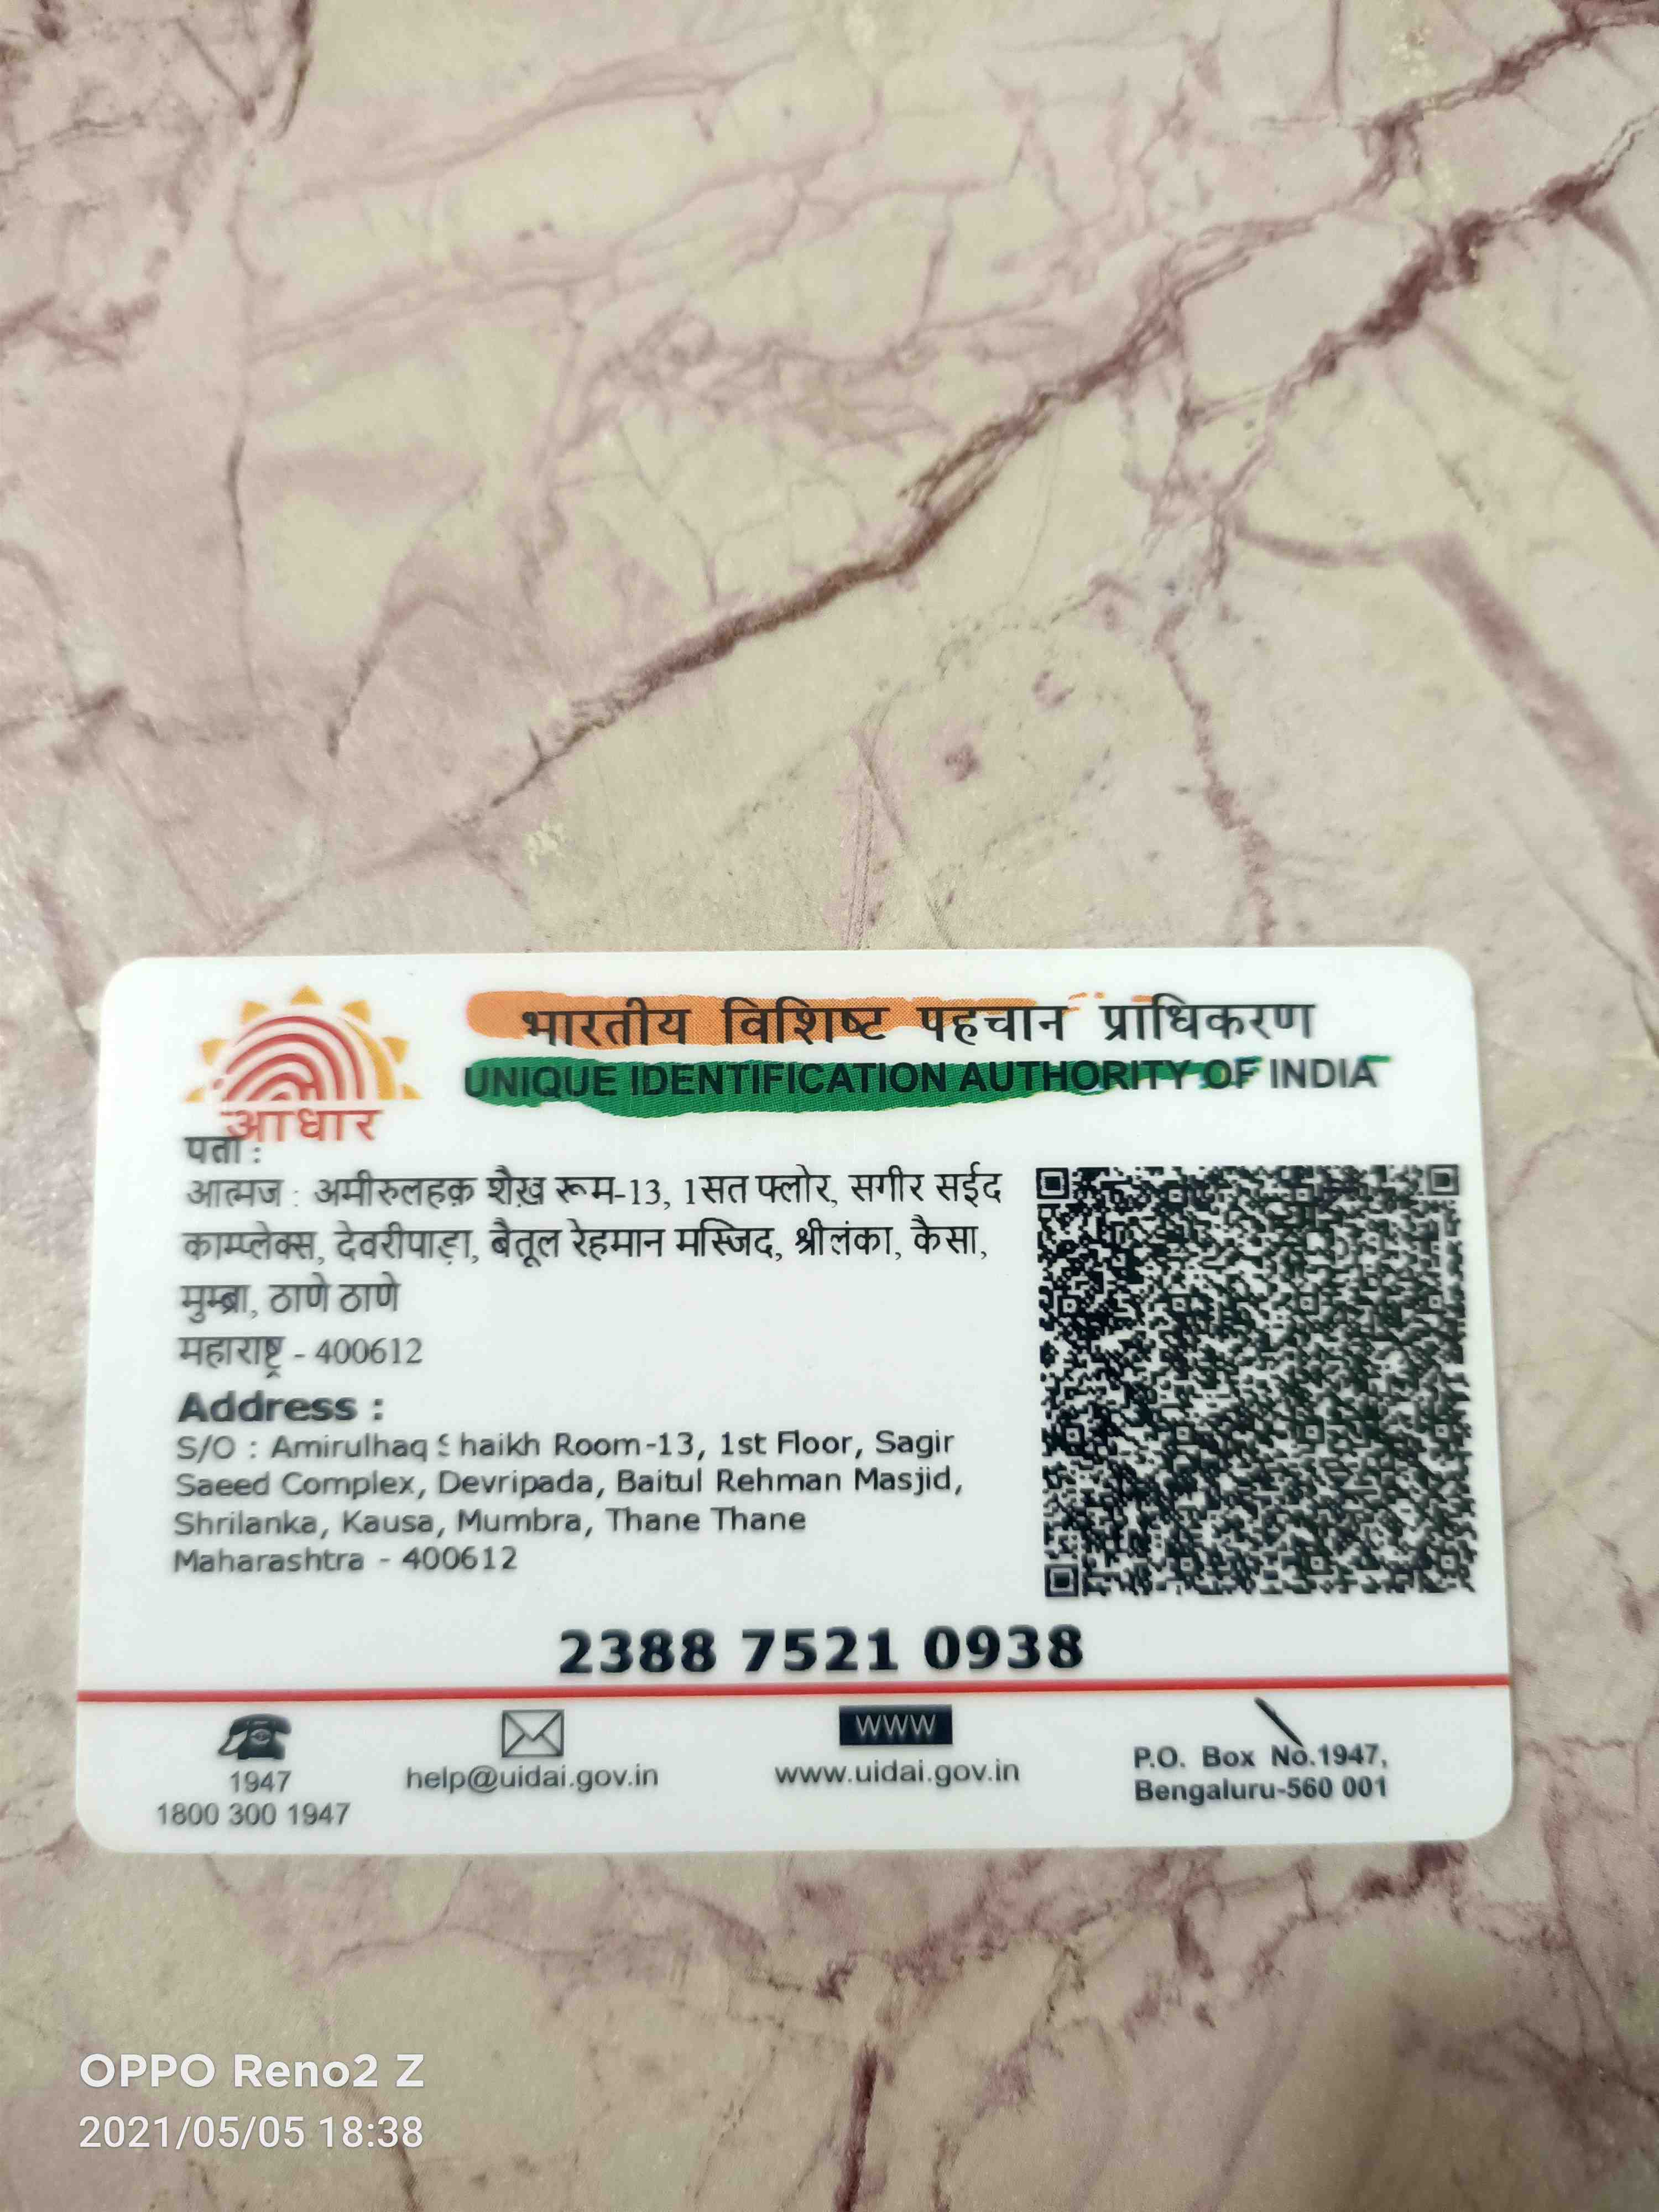 भारतीय विशिष्ट पहचान प्राधिकरण
UNIQUE IDENTIFICATION AUTHORITY OF INDIA
आधार
पता :
आत्मज : अमीरुलहक़ शैख़ रूम-13, 1सत फ्लोर, सगीर सईद
काम्प्लेक्स, देवरीपाड़ा, बैतूल रेहमान मस्जिद, श्रीलंका, कैसा,
मुम्ब्रा, ठाणे ठाणे
महाराष्ट्र - 400612
Address :
S/O : Amirulhaq Shaikh Room-13, 1st Floor, Sagir
Saeed Complex, Devripada, Baitul Rehman Masjid,
Shrilanka, Kausa, Mumbra, Thane Thane
Maharashtra - 400612
2388 7521 0938
1947
1800 300 1947
help@uidai.gov.in
WWW
www.uidai.gov.in
P.O. Box No.1947,
Bengaluru-560 001
OPPO Reno2 Z
2021/05/05 18:38